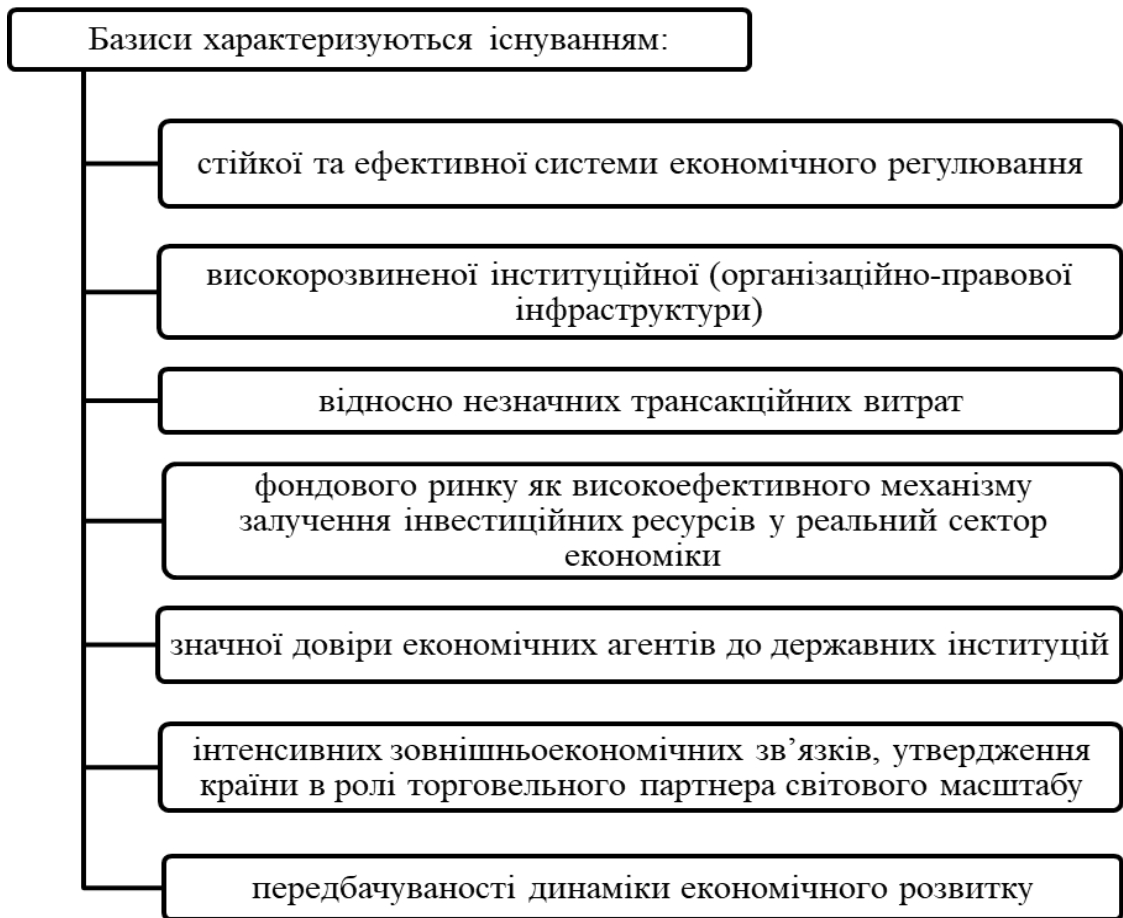 Базиси характеризуються існуванням:
стійкої та ефективної системи економічного регулювання
високорозвиненої інституційної (організаційно-правової
інфраструктури)
відносно незначних трансакційних витрат
фондового ринку як високоефективного механізму
залучення інвестиційних ресурсів у реальний сектор
економіки
значної довіри економічних агентів до державних інституцій
інтенсивних зовнішньоекономічних зв’язків, утвердження
країни в ролі торговельного партнера світового масштабу
передбачуваності динаміки економічного розвитку